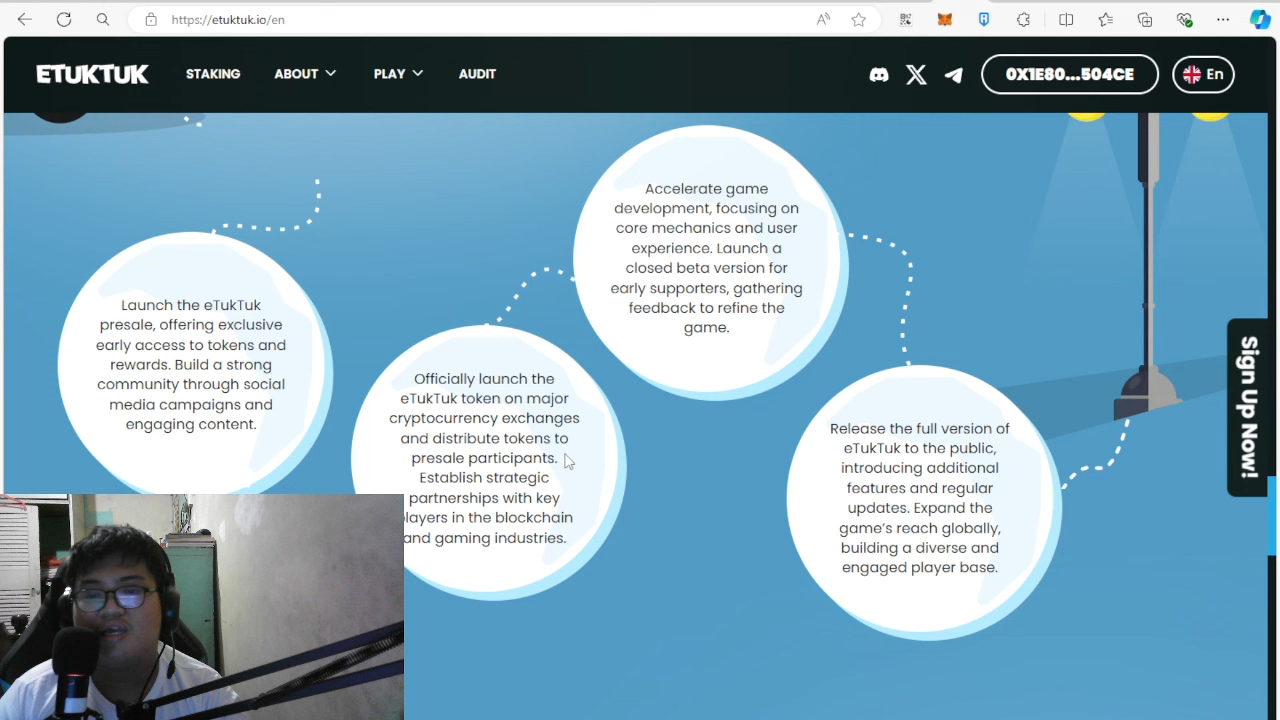 https://etuktuk.io/en
ETUKTUK
STAKING
ABOUT
PLAY
AUDIT
0X1E80...504CE
En
Accelerate game
development, focusing on
core mechanics and user
experience. Launch a
closed beta version for
early supporters, gathering
feedback to refine the
game.
Launch the eTukTuk
presale, offering exclusive
early access to tokens and
rewards. Build a strong
community through social
media campaigns and
engaging content.
Officially launch the
eTukTuk token on major
cryptocurrency exchanges
and distribute tokens to
presale participants.
Establish strategic
partnerships with key
players in the blockchain
and gaming industries.
Release the full version of
eTukTuk to the public,
introducing additional
features and regular
updates. Expand the
game's reach globally,
building a diverse and
engaged player base.
Sign Up Now!